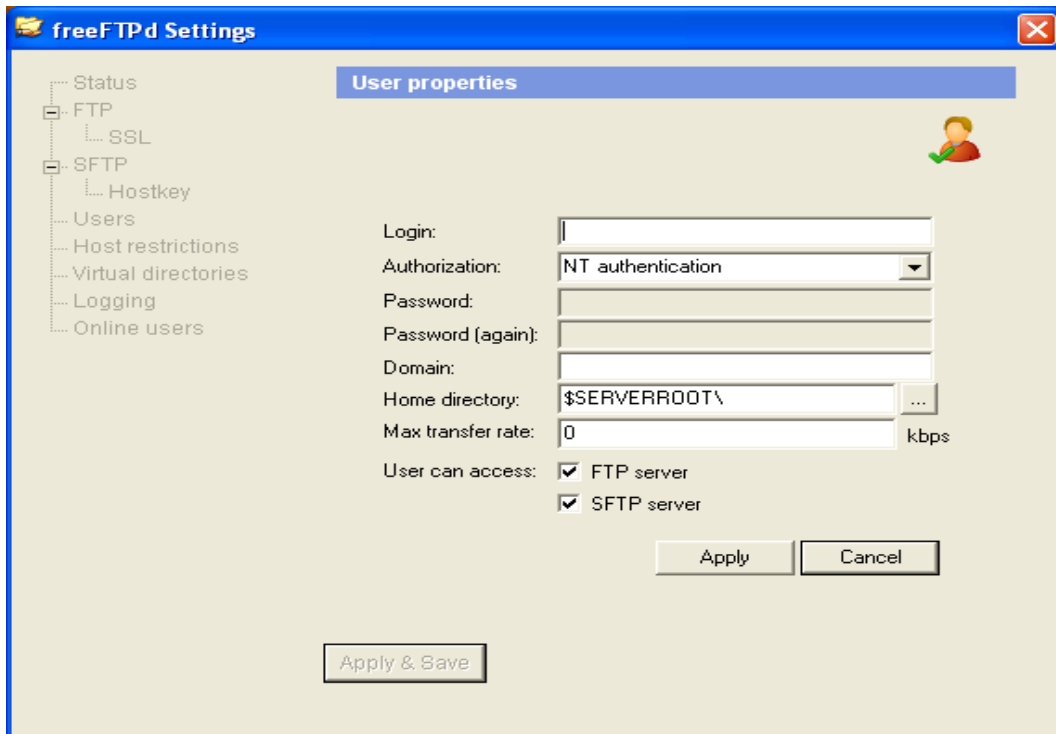 freeFTPd Settings
Status
FTP
SSL
SFTP
Hostkey
Users
Host restrictions
Virtual directories
Logging
Online users
User properties
Login:
Authorization: NT authentication
Password:
Password (again):
Domain:
Home directory: $SERVERROOT\ ...
Max transfer rate: 0 kbps
User can access: FTP server
SFTP server
Apply Cancel
Apply & Save